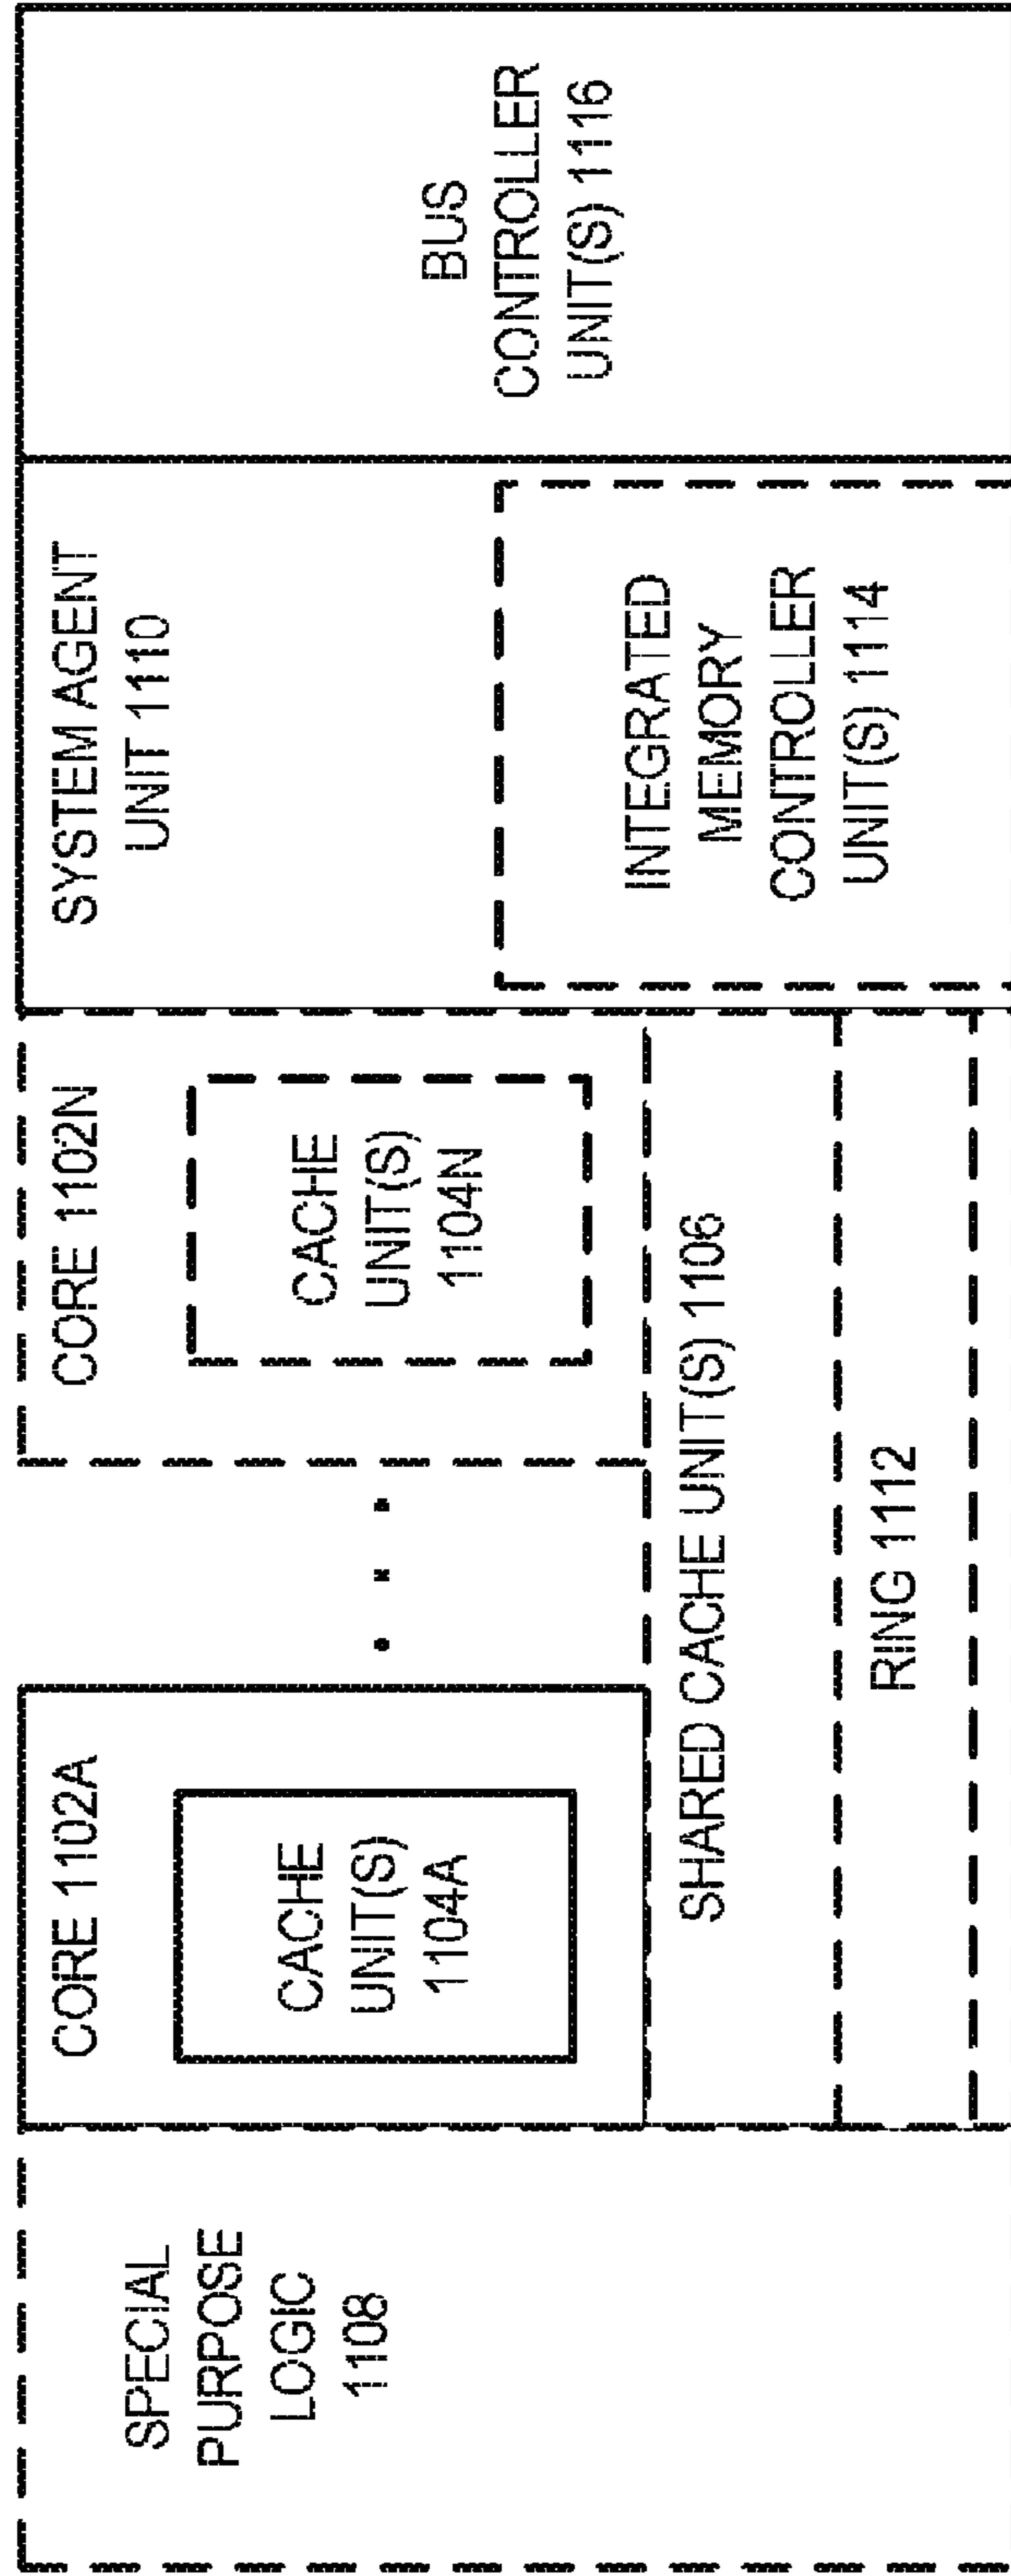 SPECIAL
PURPOSE
LOGIC
1108
CORE 1102A
CACHE
UNIT(S)
1104A
CORE 1102N
CACHE
UNIT(S)
1104N
SHARED CACHE UNIT(S) 1106
RING 1112
SYSTEM AGENT
UNIT 1110
INTEGRATED
MEMORY
CONTROLLER
UNIT(S) 1114
BUS
CONTROLLER
UNIT(S) 1116